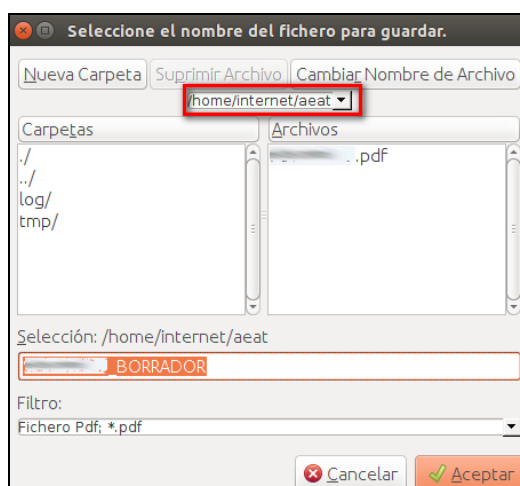 Seleccione el nombre del fichero para guardar.
Nueva Carpeta Suprimir Archivo Cambiar Nombre de Archivo
/home/internet/aeat
Carpetas Archivos
./ .pdf
../
log/
tmp/
Selección: /home/internet/aeat
_BORRADOR
Filtro:
Fichero Pdf; *.pdf
Cancelar Aceptar